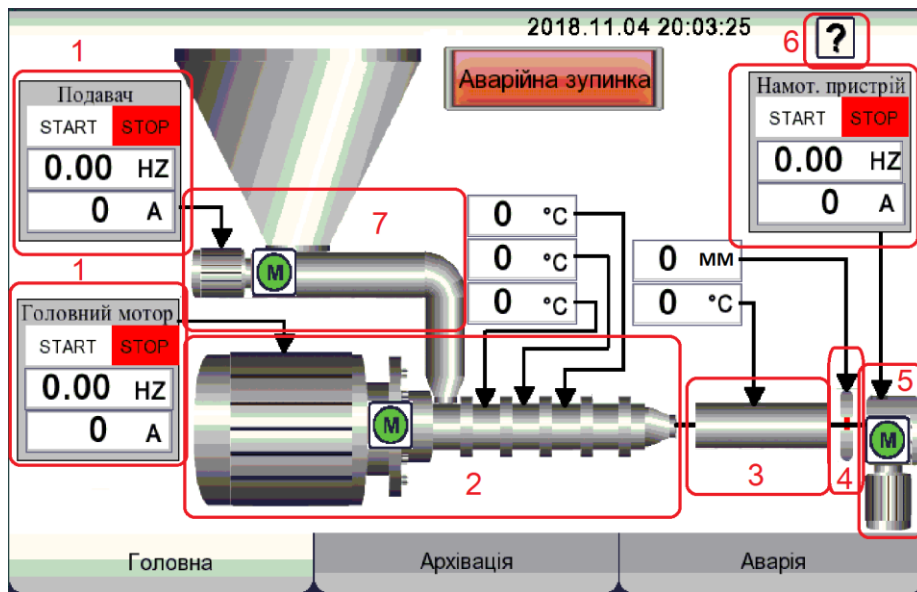 1
2018.11.04 20:03:25
6
?
Подавач
START STOP
0.00 HZ
0 A
Аварійна зупинка
Намот. пристрій
START STOP
0.00 HZ
0 A
7
0 °C
0 °C
0 °C
0 мм
0 °C
M
1
Головний мотор
START STOP
0.00 HZ
0 A
M
2
3
4
5
M
Головна
Архівація
Аварія